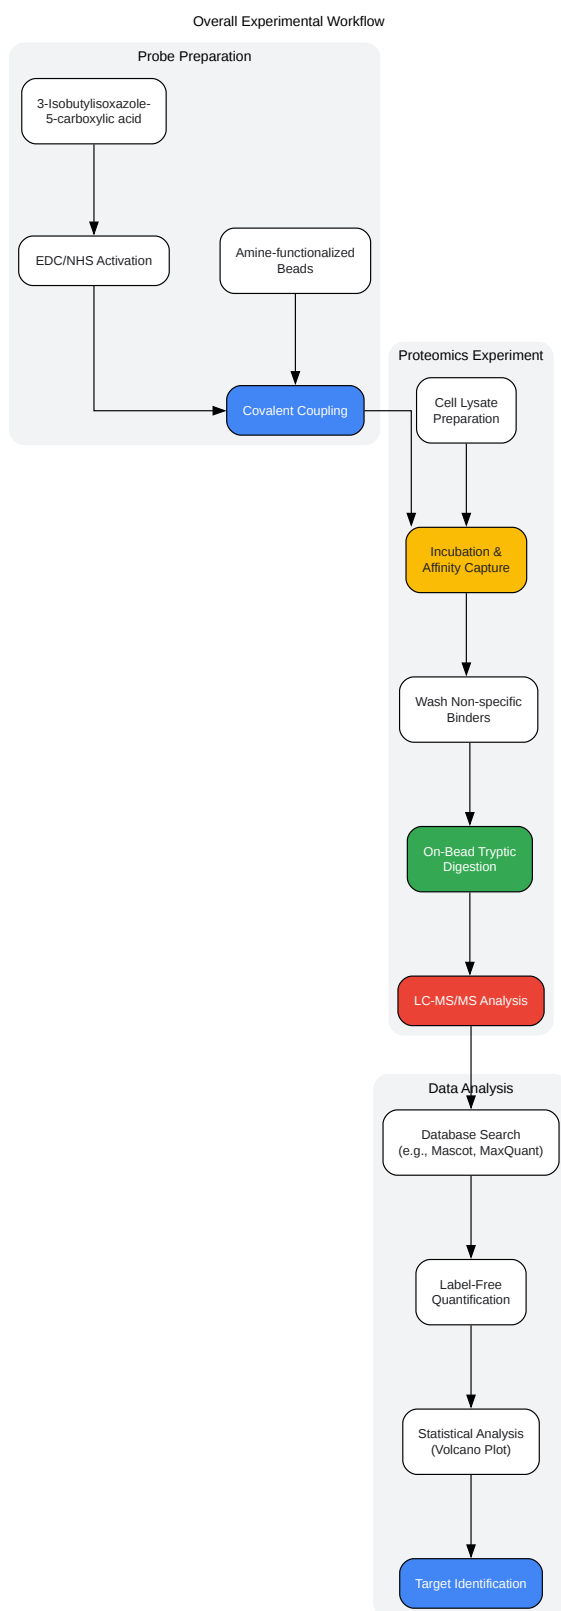 Overall Experimental Workflow
Probe Preparation
3-Isobutylisoxazole-
5-carboxylic acid
EDC/NHS Activation
Amine-functionalized
Beads
Covalent Coupling
Proteomics Experiment
Cell Lysate
Preparation
Incubation &
Affinity Capture
Wash Non-specific
Binders
On-Bead Tryptic
Digestion
LC-MS/MS Analysis
Data Analysis
Database Search
(e.g., Mascot, MaxQuant)
Label-Free
Quantification
Statistical Analysis
(Volcano Plot)
Target Identification